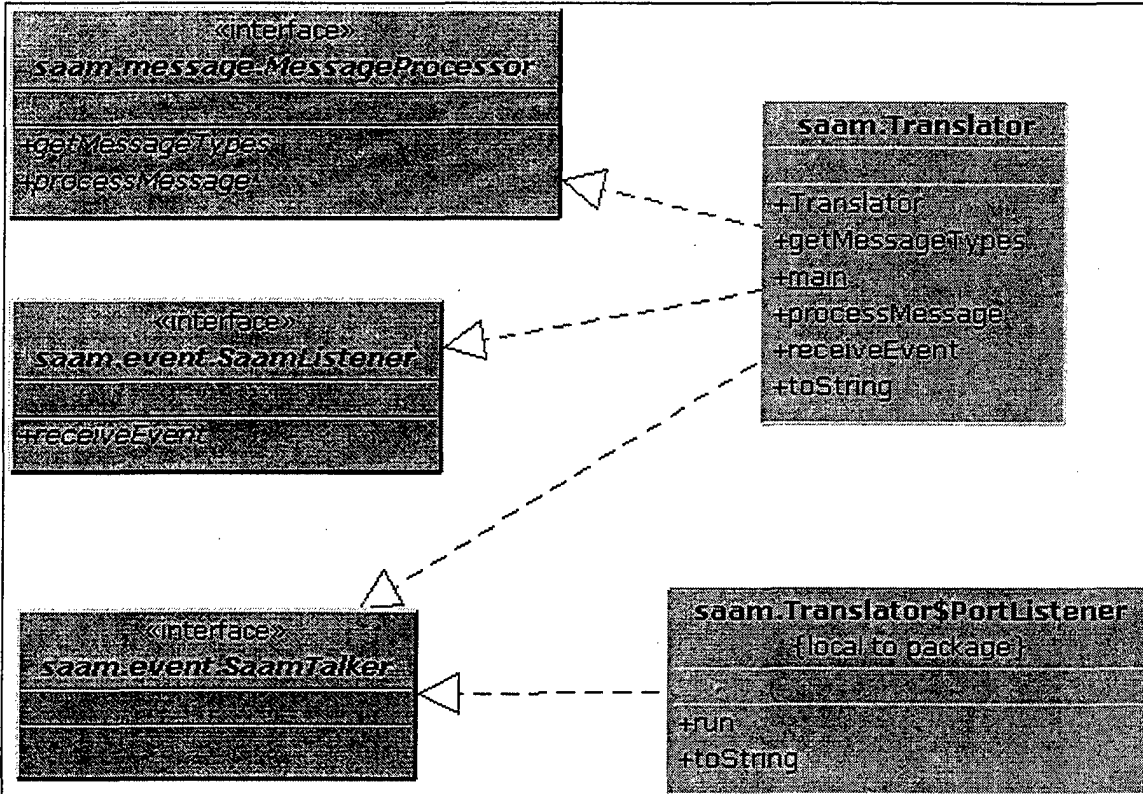 «interface»
saam.message.MessageProcessor
+getMessageTypes
+processMessage
«interface»
saam.event.SaamListener
+receiveEvent
«interface»
saam.event.SaamTalker
saam.Translator
+Translator
+getMessageTypes
+main
+processMessage
+receiveEvent
+toString
saam.Translator$PortListener
{local to package}
+run
+toString